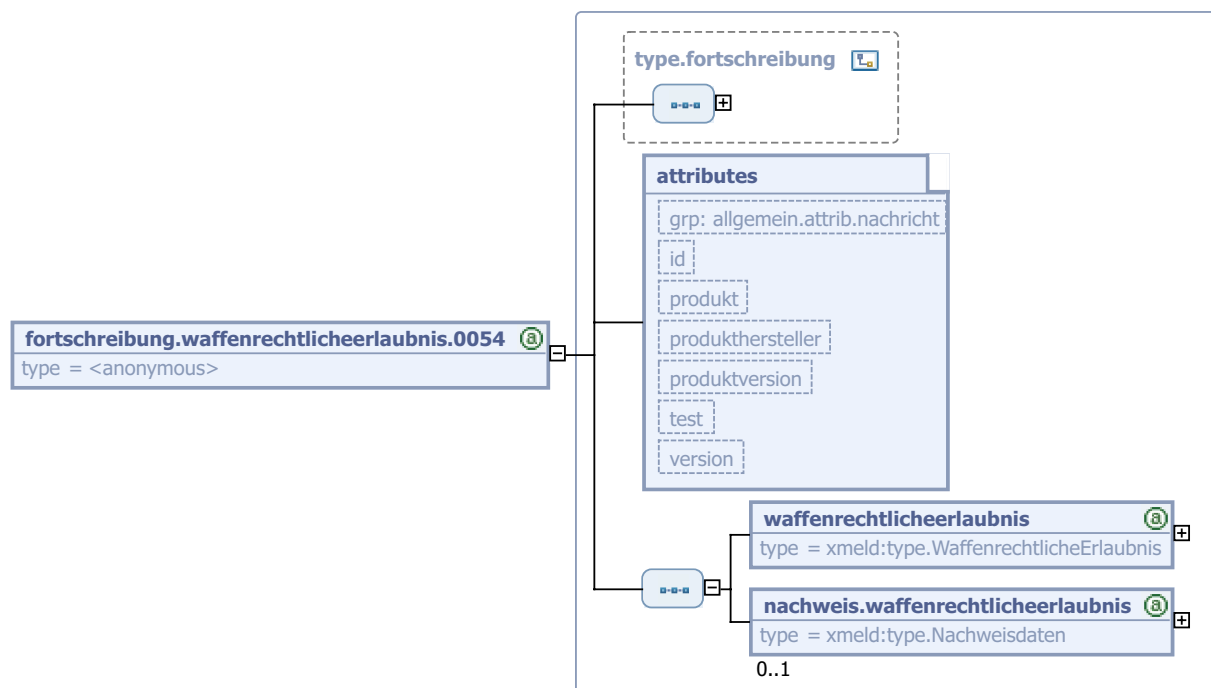 type.fortschreibung
attributes
grp: allgemein.attrib.nachricht
id
produkt
produkthersteller
produktversion
test
version
fortschreibung.waffenrechtlicheerlaubnis.0054
type = <anonymous>
waffenrechtlicheerlaubnis
type = xmeld:type.WaffenrechtlicheErlaubnis
nachweis.waffenrechtlicheerlaubnis
type = xmeld:type.Nachweisdaten
0..1